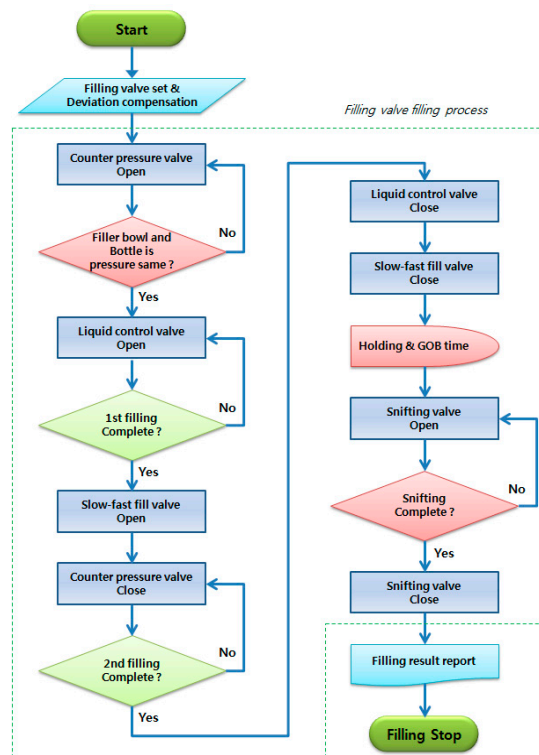 Start
Filling valve set &
Deviation compensation
Filling valve filling process
Counter pressure valve
Open
Filler bowl and
Bottle is
pressure same ?
No
Yes
Liquid control valve
Open
1st filling
Complete ?
No
Yes
Slow-fast fill valve
Open
Counter pressure valve
Close
2nd filling
Complete ?
No
Yes
Liquid control valve
Close
Slow-fast fill valve
Close
Holding & GOB time
Snifting valve
Open
Snifting
Complete ?
No
Yes
Snifting valve
Close
Filling result report
Filling Stop